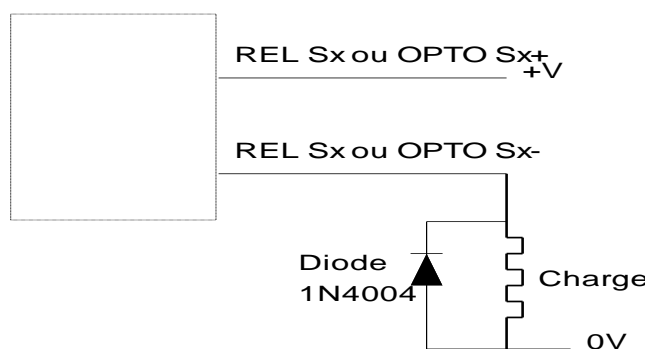 REL Sx ou OPTO Sx+
+V
REL Sx ou OPTO Sx-
Diode
1N4004
Charge
0V